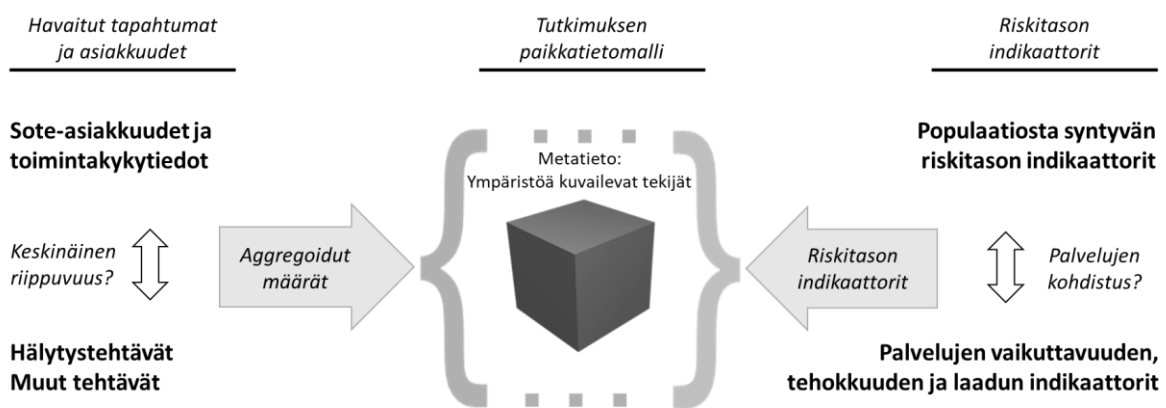 Havaitut tapahtumat
ja asiakkuudet
Tutkimuksen
paikkatietomalli
Riskitason
indikaattorit
Sote-asiakkuudet ja
toimintakykytiedot
Metatieto:
Ympäristöä kuvailevat tekijät
Populaatiosta syntyvän
riskitason indikaattorit
Keskinäinen
riippuvuus?
Aggregoidut
määrät
Riskitason
indikaattorit
Palvelujen
kohdistus?
Hälytystehtävät
Muut tehtävät
Palvelujen vaikuttavuuden,
tehokkuuden ja laadun indikaattorit